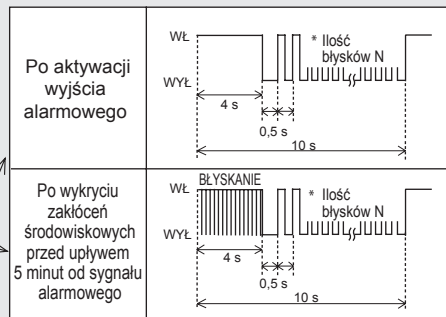 Po aktywacji
wyjścia
alarmowego
WŁ
WYŁ
* Ilość
błysków N
4 s
0,5 s
10 s
Po wykryciu
zakłóceń
środowiskowych
przed upływem
5 minut od sygnału
alarmowego
WŁ
BŁYSKANIE
WYŁ
* Ilość
błysków N
4 s
0,5 s
10 s